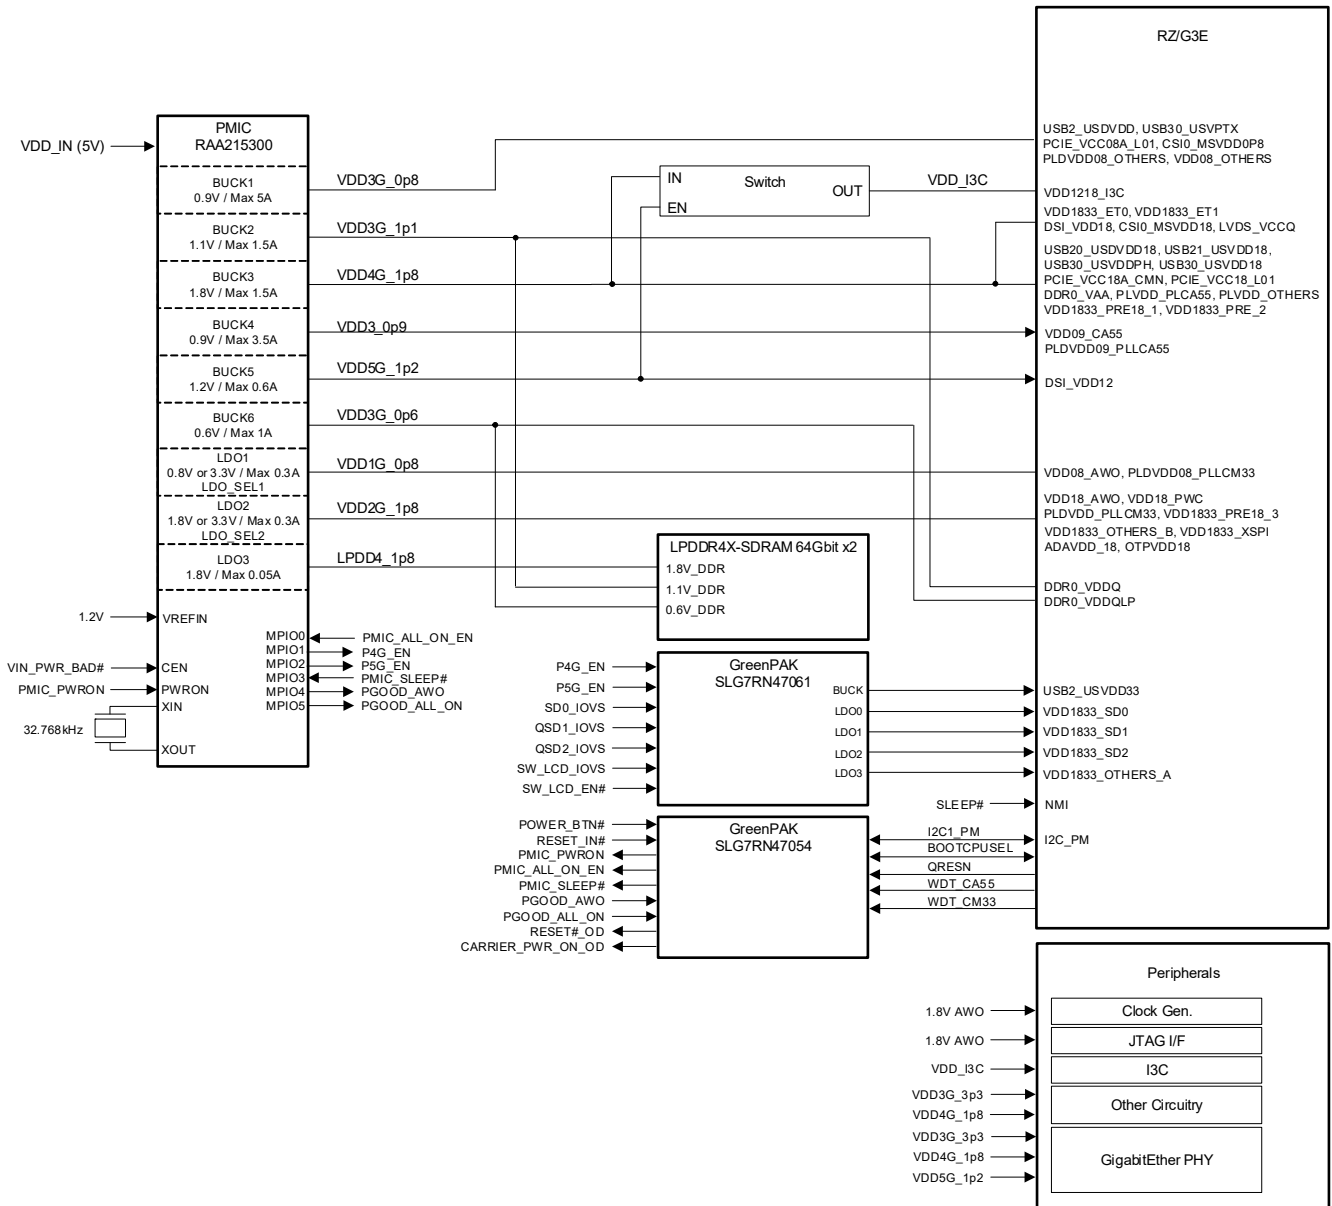 RZ/G3E
PMIC
RAA215300
VDD_IN (5V)
BUCK1
0.9V / Max 5A
BUCK2
1.1V / Max 1.5A
BUCK3
1.8V / Max 1.5A
BUCK4
0.9V / Max 3.5A
BUCK5
1.2V / Max 0.6A
BUCK6
0.6V / Max 1A
LDO1
0.8V or 3.3V / Max 0.3A
LDO_SEL1
LDO2
1.8V or 3.3V / Max 0.3A
LDO_SEL2
LDO3
1.8V / Max 0.05A
1.2V
VREFIN
VIN_PWR_BAD#
CEN
PMIC_PWRON
PWRON
XIN
32.768kHz
XOUT
MPIO0
MPIO1
MPIO2
MPIO3
MPIO4
MPIO5
PMIC_ALL_ON_EN
P4G_EN
P5G_EN
PMIC_SLEEP#
PGOOD_AWO
PGOOD_ALL_ON
VDD3G_0p8
VDD3G_1p1
VDD4G_1p8
VDD3_0p9
VDD5G_1p2
VDD3G_0p6
VDD1G_0p8
VDD2G_1p8
LPDD4_1p8
IN
Switch
OUT
EN
VDD_I3C
USB2_USDVDD, USB30_USVPTX
PCIE_VCC08A_L01, CSI0_MSVDD0P8
PLDVDD08_OTHERS, VDD08_OTHERS
VDD1218_I3C
VDD1833_ET0, VDD1833_ET1
DSI_VDD18, CSI0_MSVDD18, LVDS_VCCQ
USB20_USDVDD18, USB21_USVDD18,
USB30_USVDDPH, USB30_USVDD18
PCIE_VCC18A_CMN, PCIE_VCC18_L01
DDR0_VAA, PLVDD_PLCA55, PLVDD_OTHERS
VDD1833_PRE18_1, VDD1833_PRE_2
VDD09_CA55
PLDVDD09_PLLCA55
DSI_VDD12
VDD08_AWO, PLDVDD08_PLLCM33
VDD18_AWO, VDD18_PWC
PLDVDD_PLLCM33, VDD1833_PRE18_3
VDD1833_OTHERS_B, VDD1833_XSPI
ADAVDD_18, OTPVDD18
DDR0_VDDQ
DDR0_VDDQLP
LPDDR4X-SDRAM 64Gbit x2
1.8V_DDR
1.1V_DDR
0.6V_DDR
GreenPAK
SLG7RN47061
P4G_EN
P5G_EN
SD0_IOVS
QSD1_IOVS
QSD2_IOVS
SW_LCD_IOVS
SW_LCD_EN#
BUCK
LDO0
LDO1
LDO2
LDO3
USB2_USVDD33
VDD1833_SD0
VDD1833_SD1
VDD1833_SD2
VDD1833_OTHERS_A
SLEEP#
NMI
GreenPAK
SLG7RN47054
POWER_BTN#
RESET_IN#
PMIC_PWRON
PMIC_ALL_ON_EN
PMIC_SLEEP#
PGOOD_AWO
PGOOD_ALL_ON
RESET#_OD
CARRIER_PWR_ON_OD
I2C1_PM
BOOTCPUSEL
QRESN
WDT_CA55
WDT_CM33
I2C_PM
Peripherals
1.8V AWO
Clock Gen.
1.8V AWO
JTAG I/F
VDD_I3C
I3C
VDD3G_3p3
VDD4G_1p8
Other Circuitry
VDD3G_3p3
VDD4G_1p8
VDD5G_1p2
GigabitEther PHY